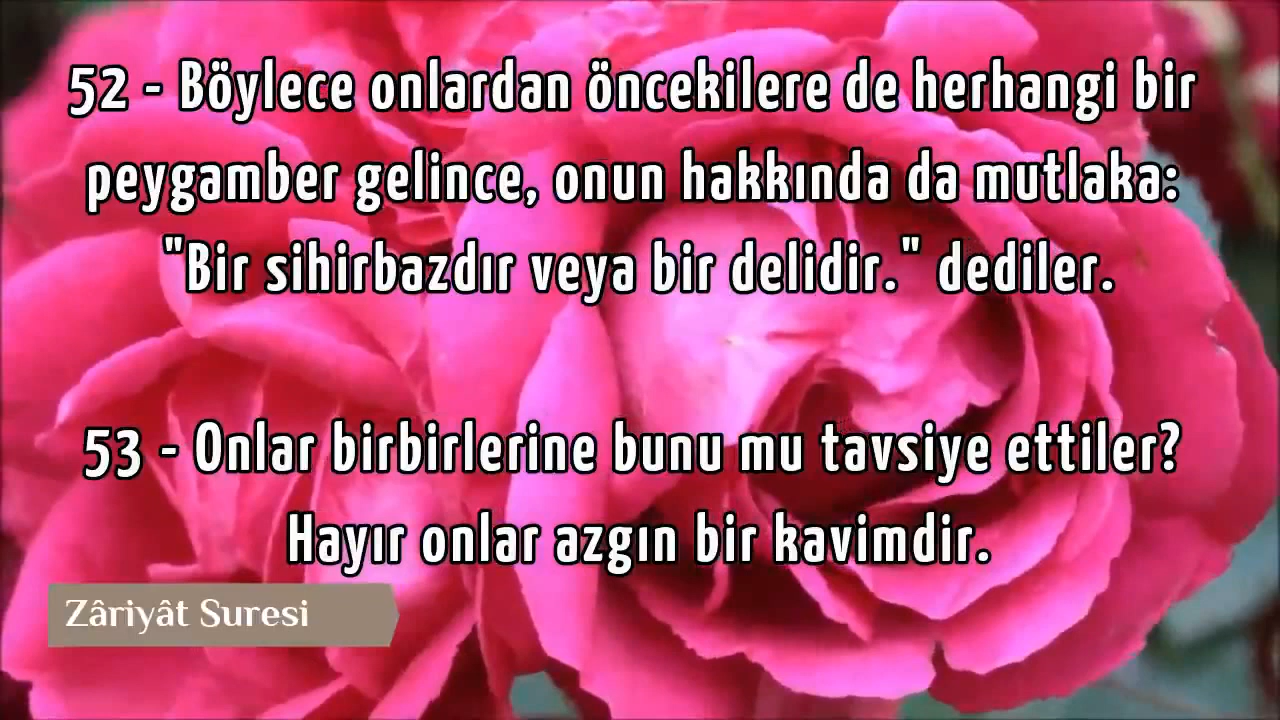 52 - Böylece onlardan öncekilere de herhangi bir
peygamber gelince, onun hakkında da mutlaka:
"Bir sihirbazdır veya bir delidir." dediler.
53 - Onlar birbirlerine bunu mu tavsiye ettiler?
Hayır onlar azgın bir kavimdir.
Zâriyât Suresi